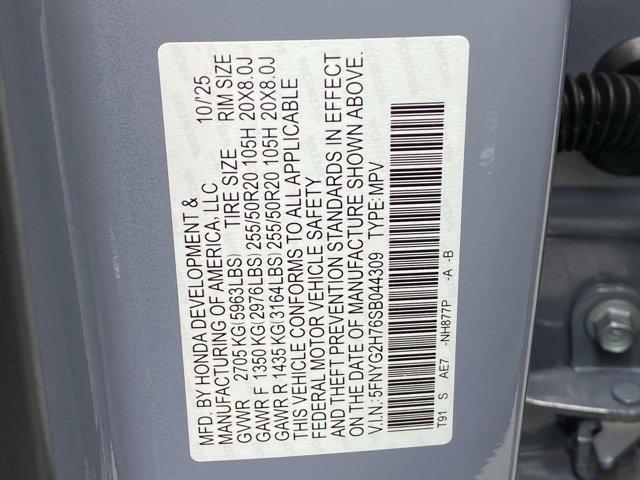 MFD. BY HONDA DEVELOPMENT &
MANUFACTURING OF AMERICA, LLC 10/'25
GVWR 2705 KG(5963LBS) TIRE SIZE RIM SIZE
GAWR F 1350 KG(2976LBS) 255/50R20 105H 20X8.0J
GAWR R 1435 KG(3164LBS) 255/50R20 105H 20X8.0J
THIS VEHICLE CONFORMS TO ALL APPLICABLE
FEDERAL MOTOR VEHICLE SAFETY
AND THEFT PREVENTION STANDARDS IN EFFECT
ON THE DATE OF MANUFACTURE SHOWN ABOVE.
V.I.N.: 5FNYG2H76SB044309 TYPE: MPV
T91 S AE7 -NH877P -A -B